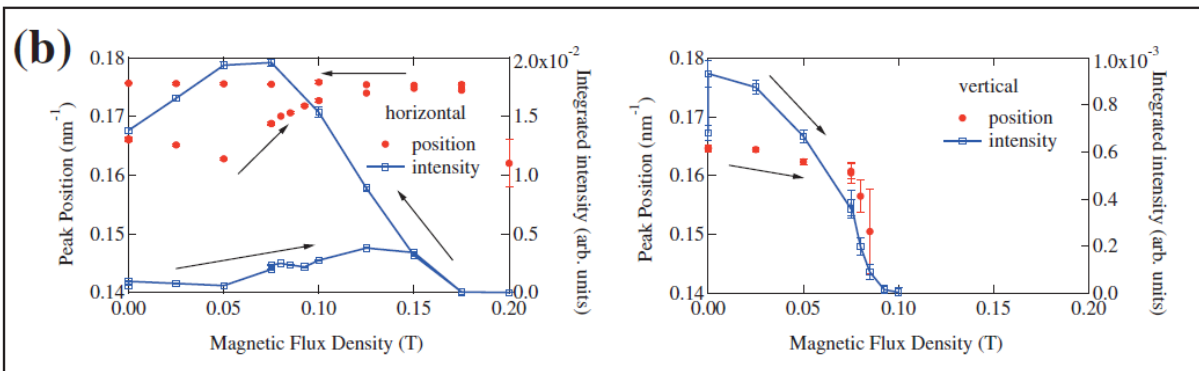 (b)
Peak Position (nm⁻¹)
0.18
0.17
0.16
0.15
0.14
0.00
0.05
0.10
0.15
0.20
Magnetic Flux Density (T)
2.0x10⁻²
1.5
1.0
0.5
0.0
Integrated intensity (arb. units)
horizontal
position
intensity
Peak Position (nm⁻¹)
0.18
0.17
0.16
0.15
0.14
0.00
0.05
0.10
0.15
0.20
Magnetic Flux Density (T)
1.0x10⁻³
0.8
0.6
0.4
0.2
0.0
Integrated intensity (arb. units)
vertical
position
intensity